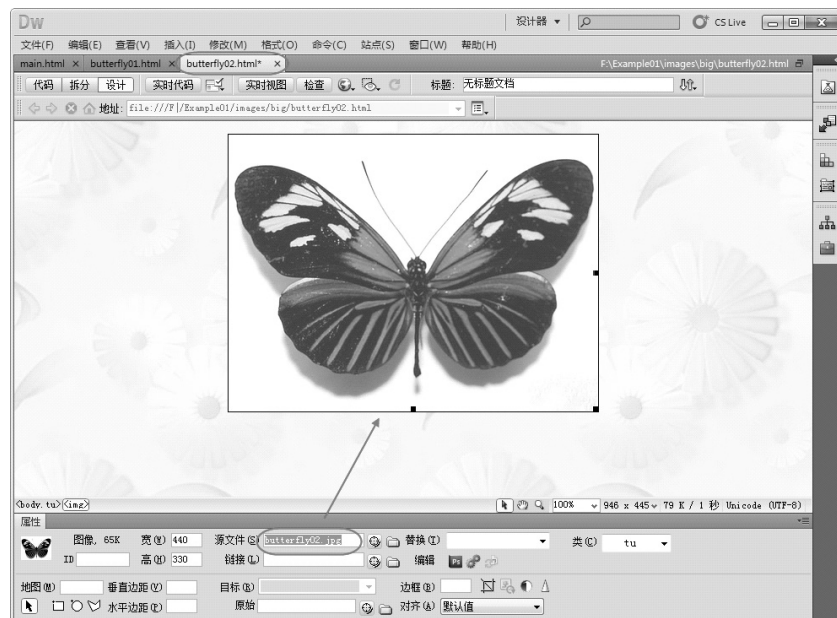 Dw 设计器 CS Live
文件(F) 编辑(E) 查看(V) 插入(I) 修改(M) 格式(O) 命令(C) 站点(S) 窗口(W) 帮助(H)
main.html × butterfly01.html × butterfly02.html* × F:\Example01\images\big\butterfly02.html
代码 拆分 设计 实时代码 实时视图 检查 标题: 无标题文档
地址: file:///F|/Example01/images/big/butterfly02.html
<body.tu><img> 100% 946 x 445 79 K / 1 秒 Unicode (UTF-8)
属性
图像, 65K 宽(W) 440 源文件(S) butterfly02.jpg 替换(T) 类(C) tu
ID 高(H) 330 链接(L) 编辑 Ps
地图(M) 垂直边距(V) 目标(R) 边框(B)
水平边距(P) 原始 对齐(A) 默认值